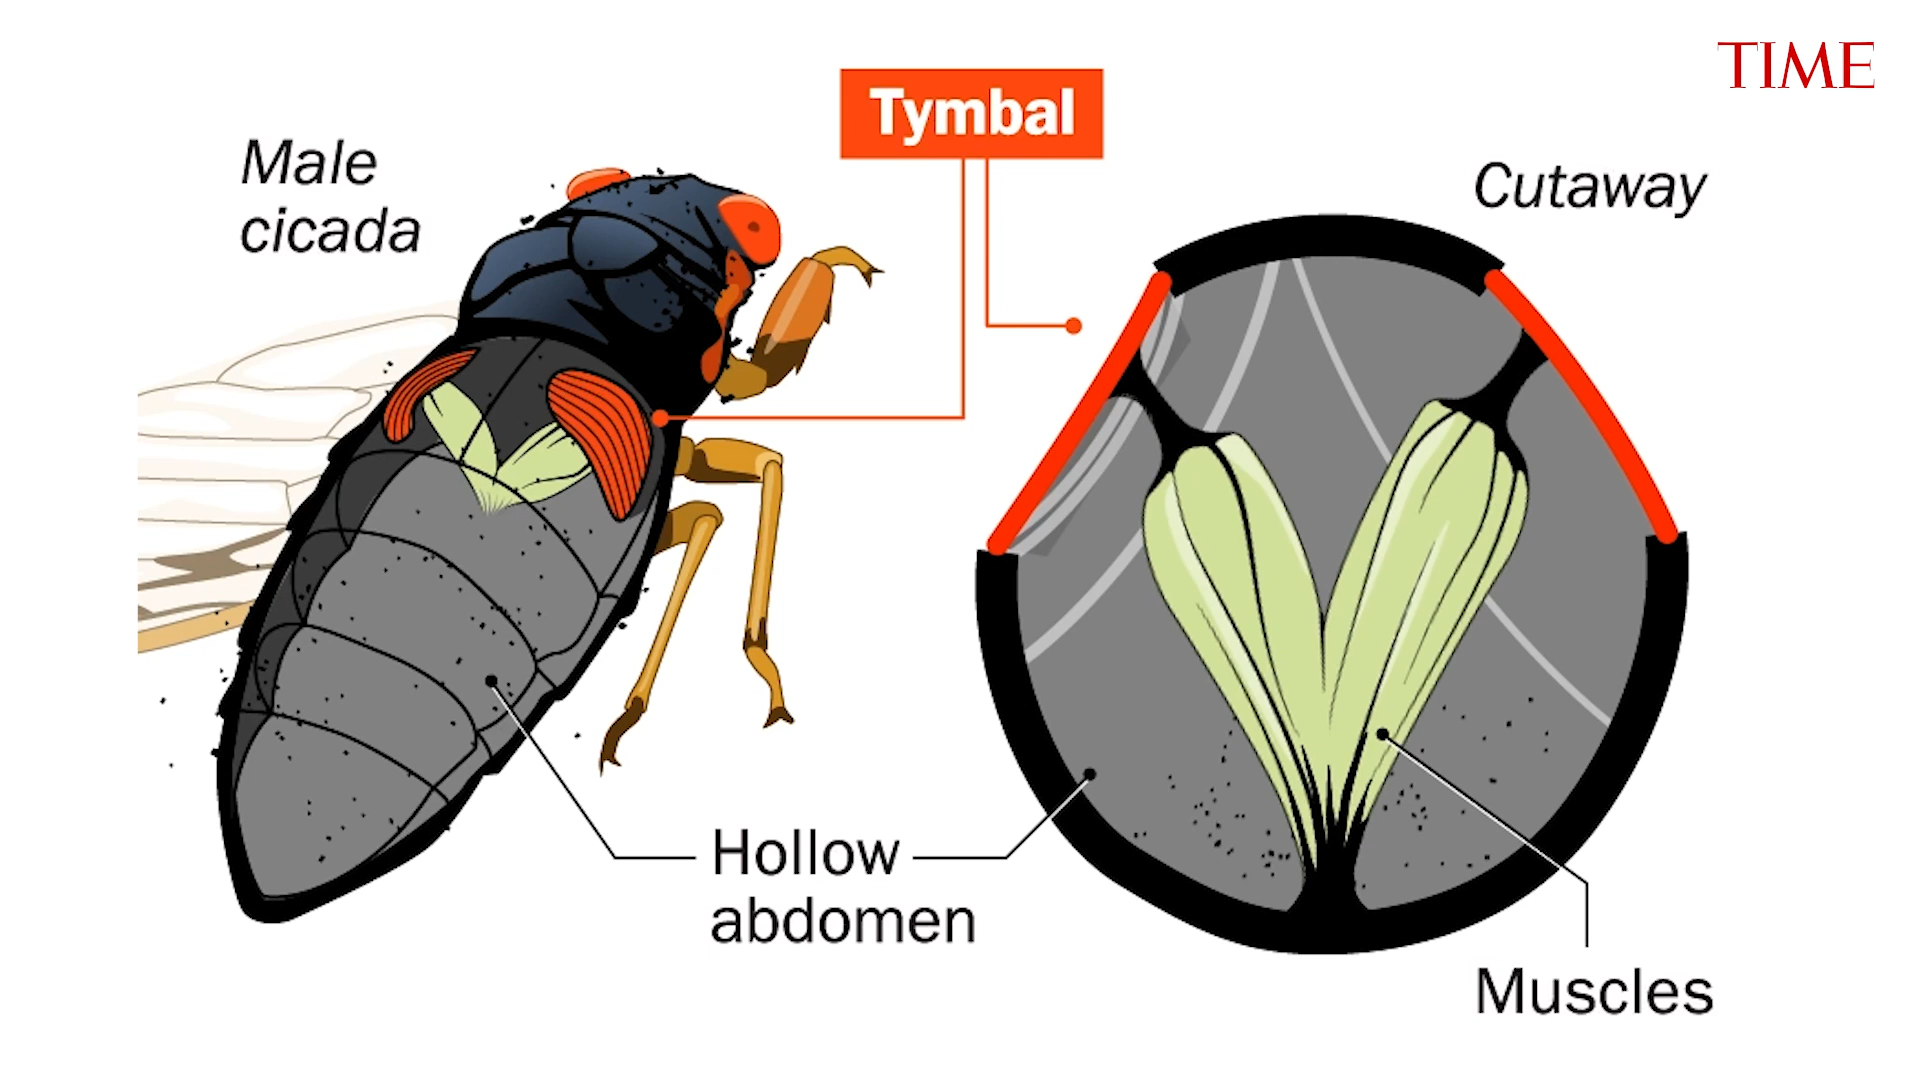 TIME
Tymbal
Male
cicada
Cutaway
Hollow
abdomen
Muscles